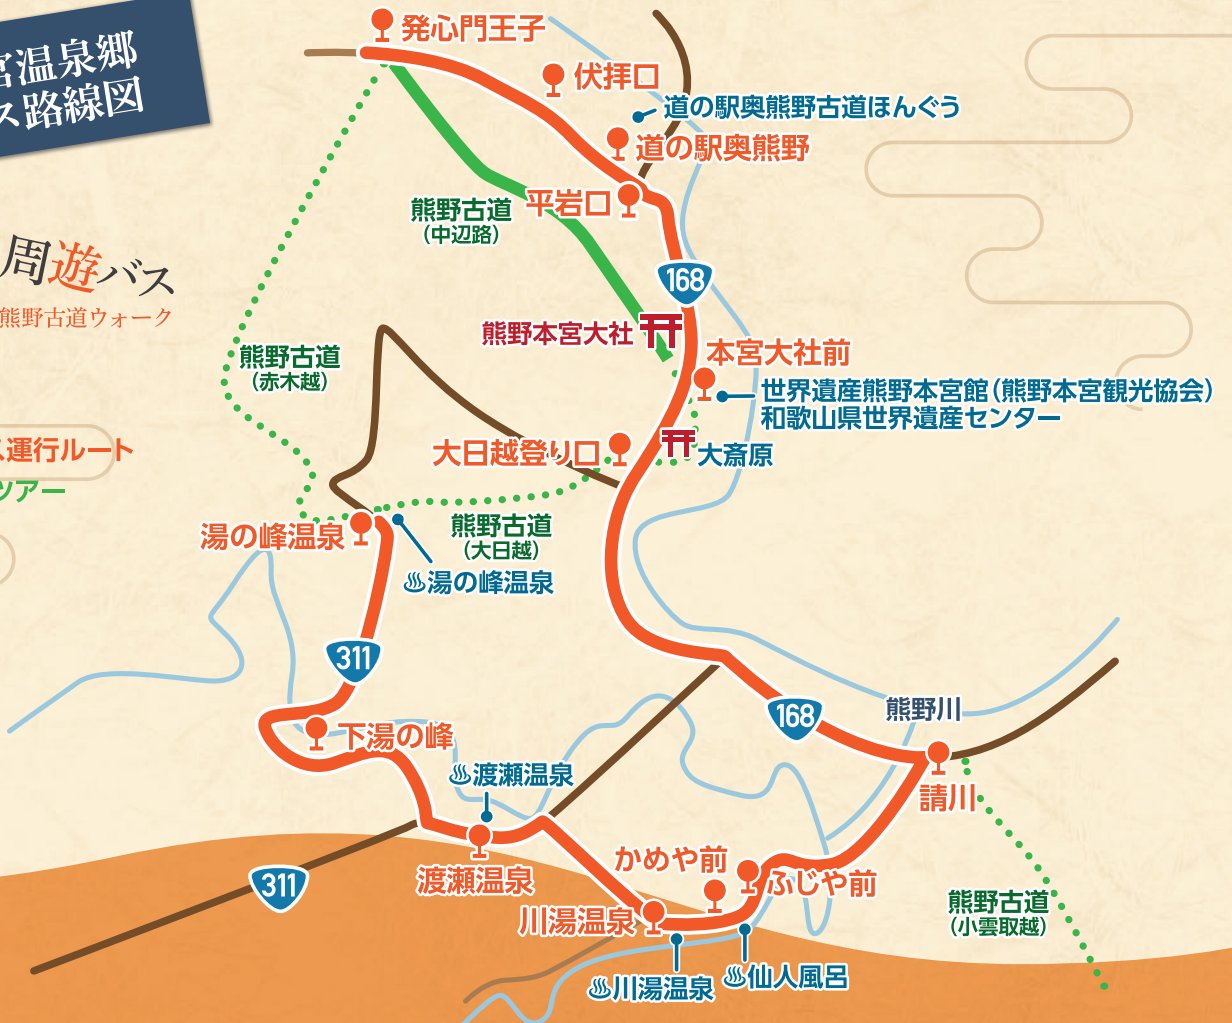 宮温泉郷
ス路線図
周遊バス
熊野古道ウォーク
ス運行ルート
ツアー
発心門王子
伏拝口
道の駅奥熊野古道ほんぐう
道の駅奥熊野
平岩口
熊野古道
（中辺路）
168
熊野本宮大社
本宮大社前
熊野古道
（赤木越）
世界遺産熊野本宮館（熊野本宮観光協会）
和歌山県世界遺産センター
大日越登り口
大斎原
湯の峰温泉
熊野古道
（大日越）
♨湯の峰温泉
311
168
熊野川
下湯の峰
♨渡瀬温泉
請川
渡瀬温泉
かめや前
ふじや前
311
川湯温泉
熊野古道
（小雲取越）
♨川湯温泉
♨仙人風呂